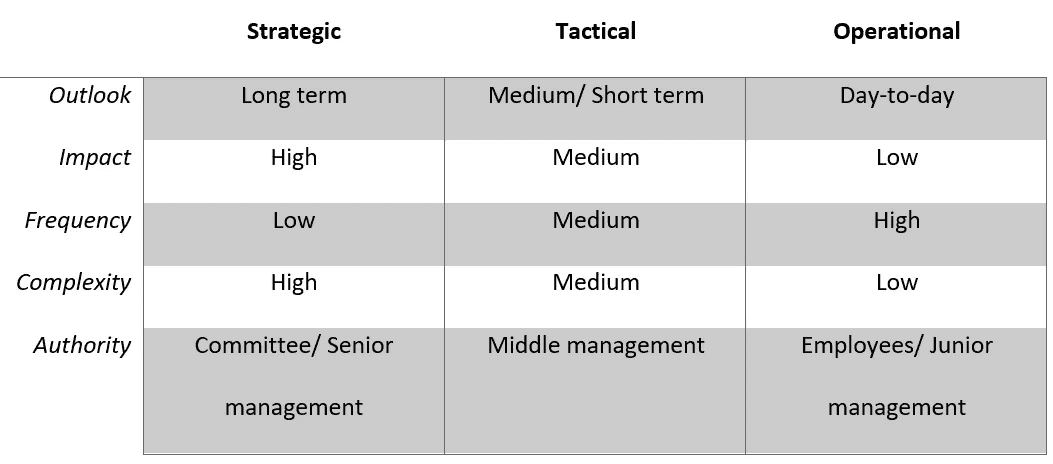 Strategic Tactical Operational
Outlook Long term Medium/ Short term Day-to-day
Impact High Medium Low
Frequency Low Medium High
Complexity High Medium Low
Authority Committee/ Senior Middle management Employees/ Junior
management management